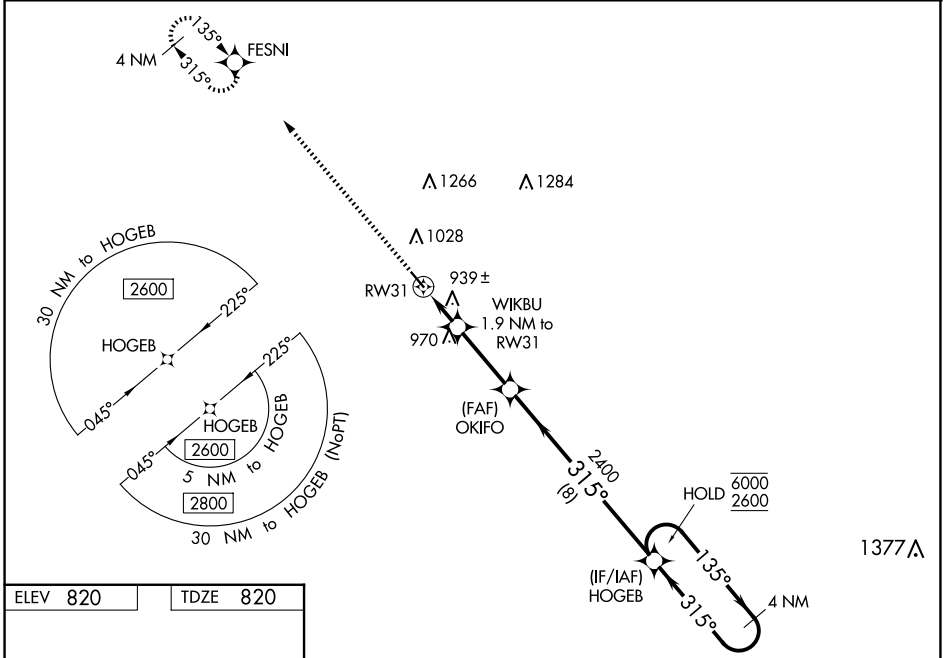 135°
FESNI
4 NM
315°
1266
1284
1028
30 NM to HOGEB
2600
225°
HOGEB
045°
RW31
939 ±
WIKBU
1.9 NM to
RW31
970
225°
HOGEB
045°
2600
5 NM to HOGEB
2800
30 NM to HOGEB (NoPT)
(FAF)
OKIFO
2400
315°
(8)
HOLD
6000
2600
1377
135°
(IF/IAF)
HOGEB
315°
4 NM
ELEV 820
TDZE 820